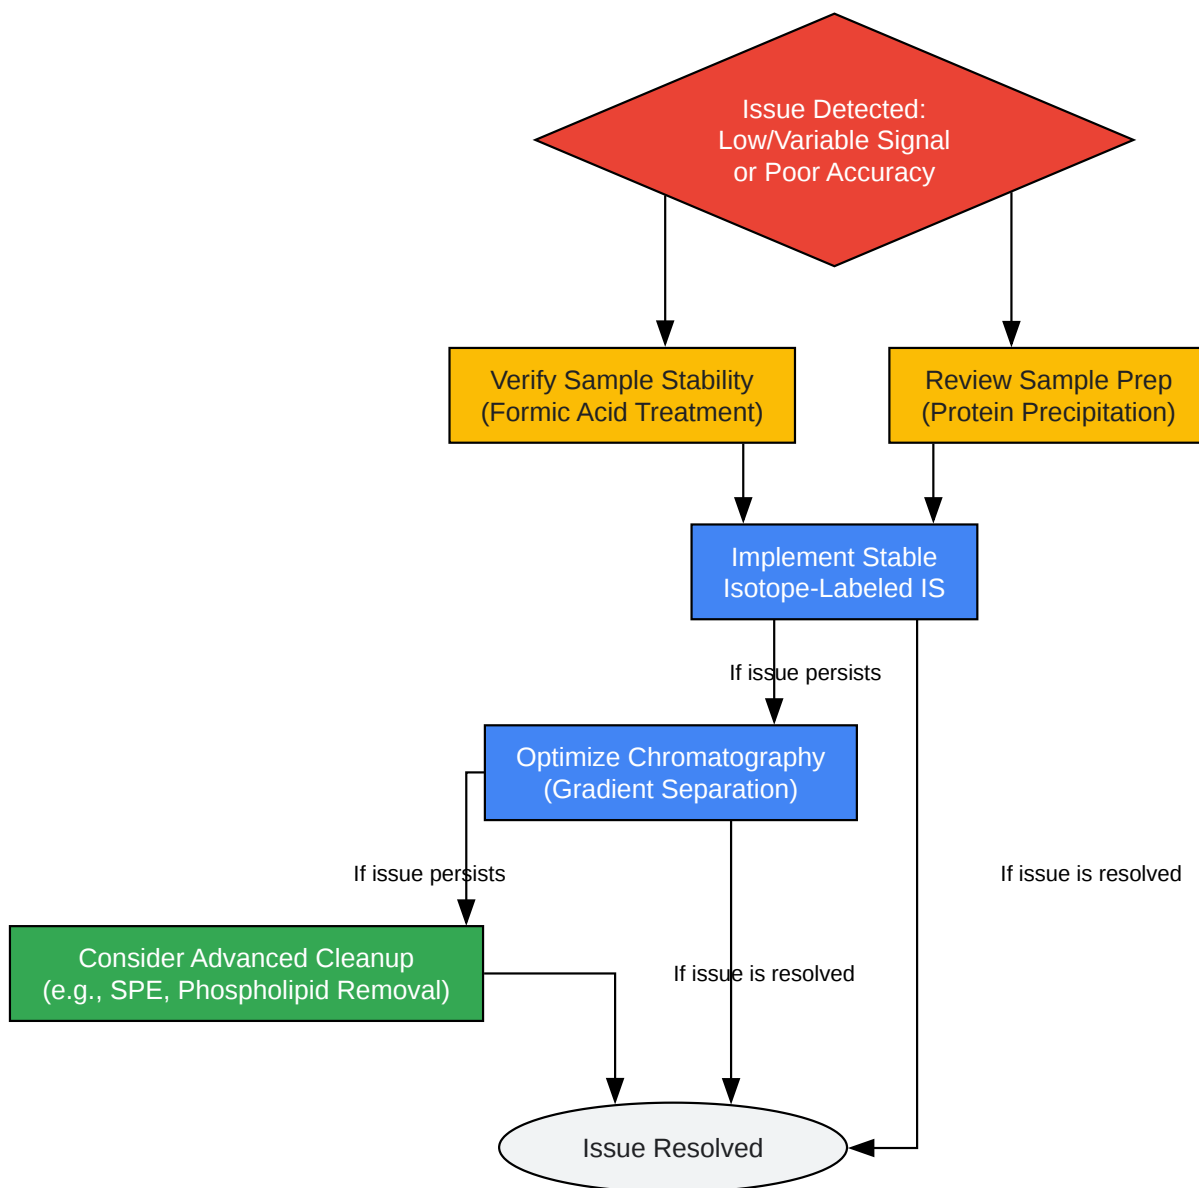 Issue Detected:
Low/Variable Signal
or Poor Accuracy
Verify Sample Stability
(Formic Acid Treatment)
Review Sample Prep
(Protein Precipitation)
Implement Stable
Isotope-Labeled IS
If issue persists
Optimize Chromatography
(Gradient Separation)
If issue persists
If issue is resolved
Consider Advanced Cleanup
(e.g., SPE, Phospholipid Removal)
If issue is resolved
Issue Resolved